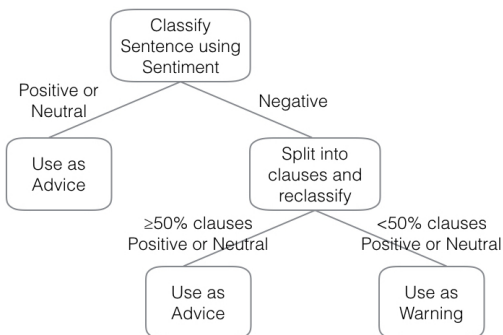 Classify
Sentence using
Sentiment
Positive or
Neutral
Negative
Use as
Advice
Split into
clauses and
reclassify
≥50% clauses
Positive or Neutral
<50% clauses
Positive or Neutral
Use as
Advice
Use as
Warning